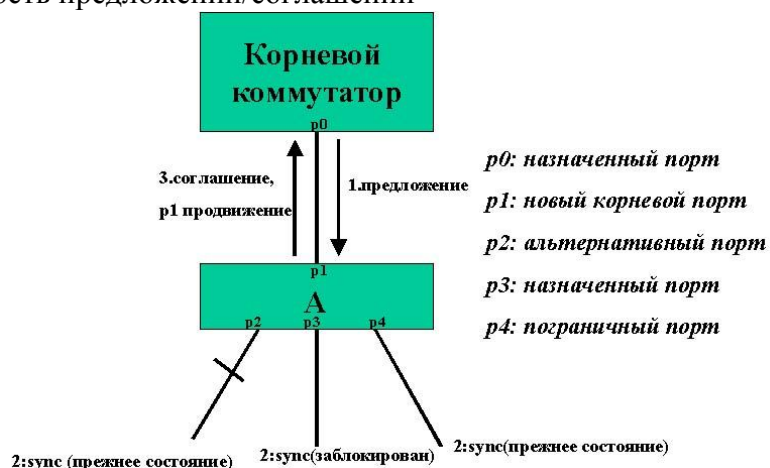 предложений/соглашений
Корневой
коммутатор
p0
3.соглашение,
p1 продвижение
1.предложение
p0: назначенный порт
p1: новый корневой порт
p2: альтернативный порт
p3: назначенный порт
p4: пограничный порт
p1
A
p2 p3 p4
2:sync (прежнее состояние)
2:sync(заблокирован)
2:sync(прежнее состояние)